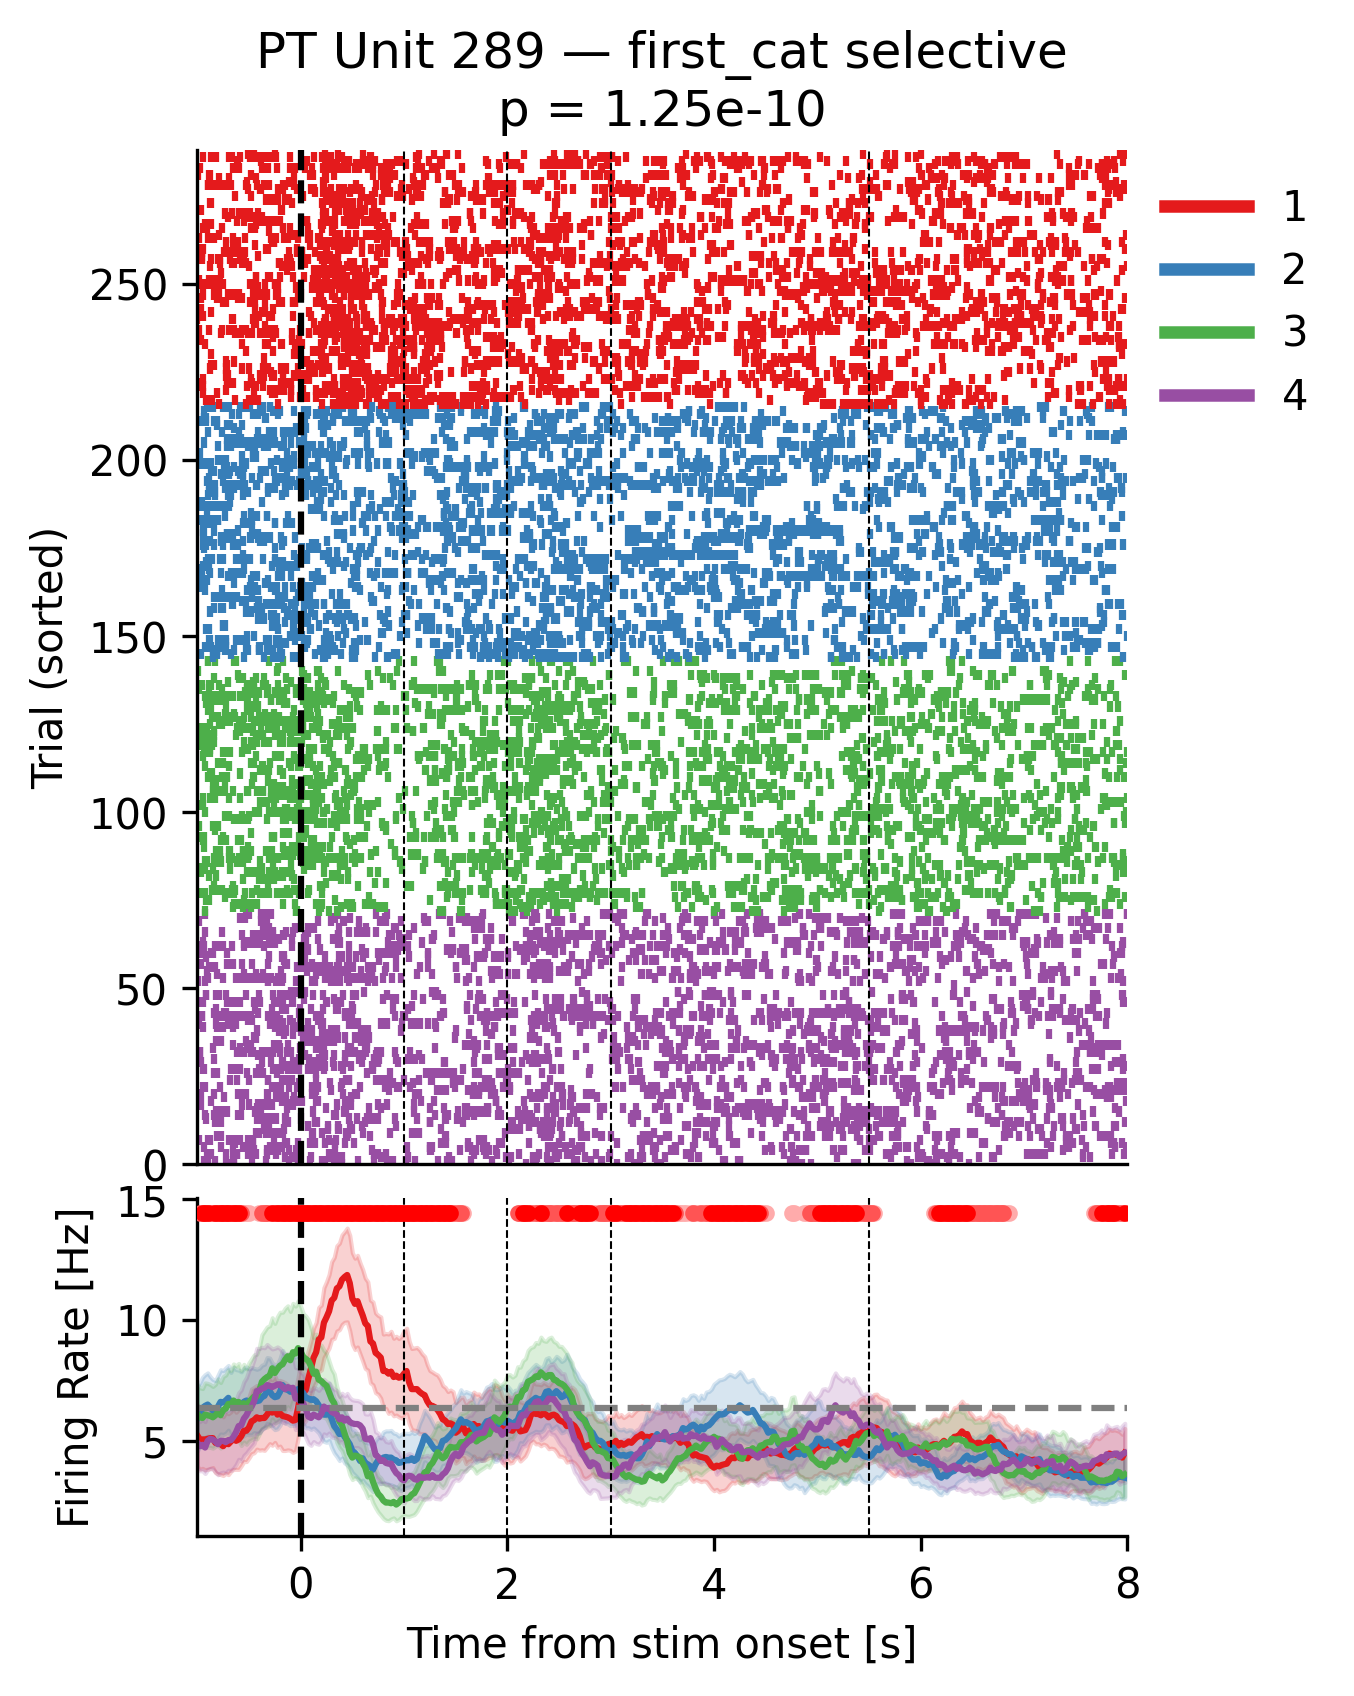 PT Unit 289 — first_cat selective
p = 1.25e-10
1
2
3
4
250
200
150
100
50
0
Trial (sorted)
15
10
5
Firing Rate [Hz]
0 2 4 6 8
Time from stim onset [s]